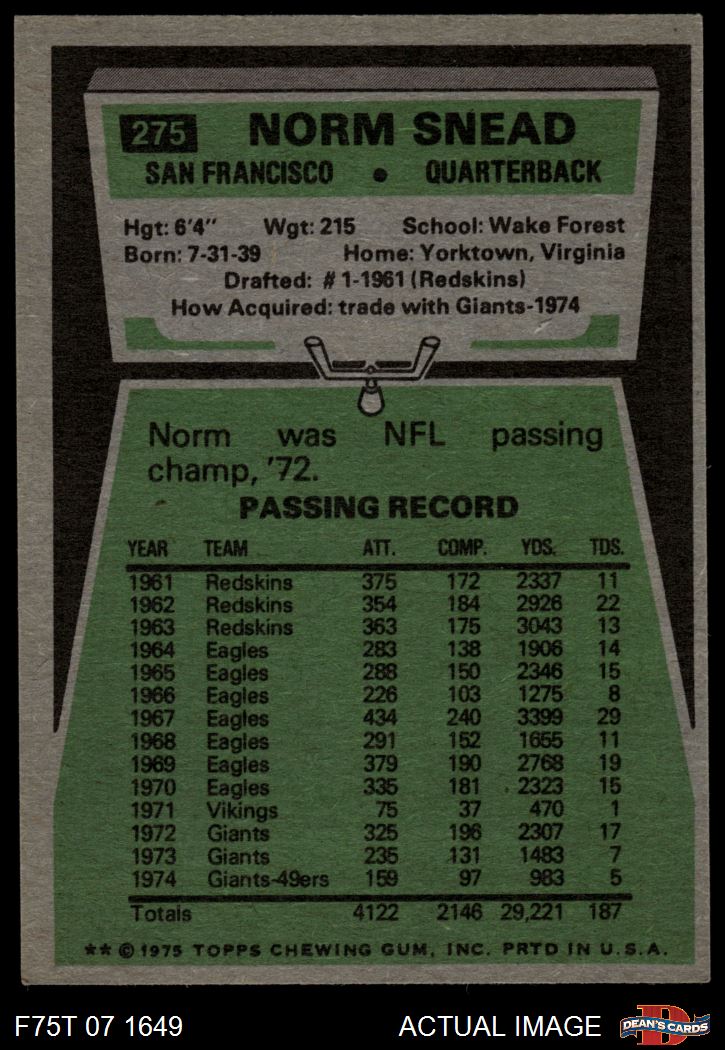 275 NORM SNEAD
SAN FRANCISCO • QUARTERBACK
Hgt: 6'4" Wgt: 215 School: Wake Forest
Born: 7-31-39 Home: Yorktown, Virginia
Drafted: #1-1961 (Redskins)
How Acquired: trade with Giants-1974
Norm was NFL passing
champ, '72.
PASSING RECORD
YEAR TEAM ATT. COMP. YDS. TDS.
1961 Redskins 375 172 2337 11
1962 Redskins 354 184 2926 22
1963 Redskins 363 175 3043 13
1964 Eagles 283 138 1906 14
1965 Eagles 288 150 2346 15
1966 Eagles 226 103 1275 8
1967 Eagles 434 240 3399 29
1968 Eagles 291 152 1655 11
1969 Eagles 379 190 2768 19
1970 Eagles 335 181 2323 15
1971 Vikings 75 37 470 1
1972 Giants 325 196 2307 17
1973 Giants 235 131 1483 7
1974 Giants-49ers 159 97 983 5
Totals 4122 2146 29,221 187
** © 1975 TOPPS CHEWING GUM, INC. PRTD IN U.S.A.
F75T 07 1649 ACTUAL IMAGE D DEAN'S CARDS